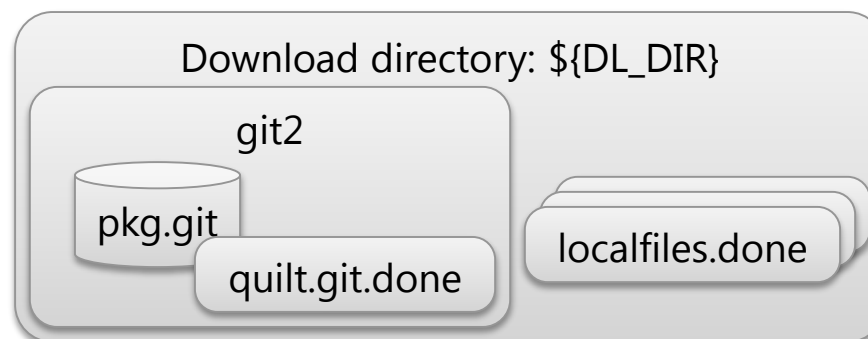 Download directory: ${DL_DIR}
git2
pkg.git
quilt.git.done
localfiles.done